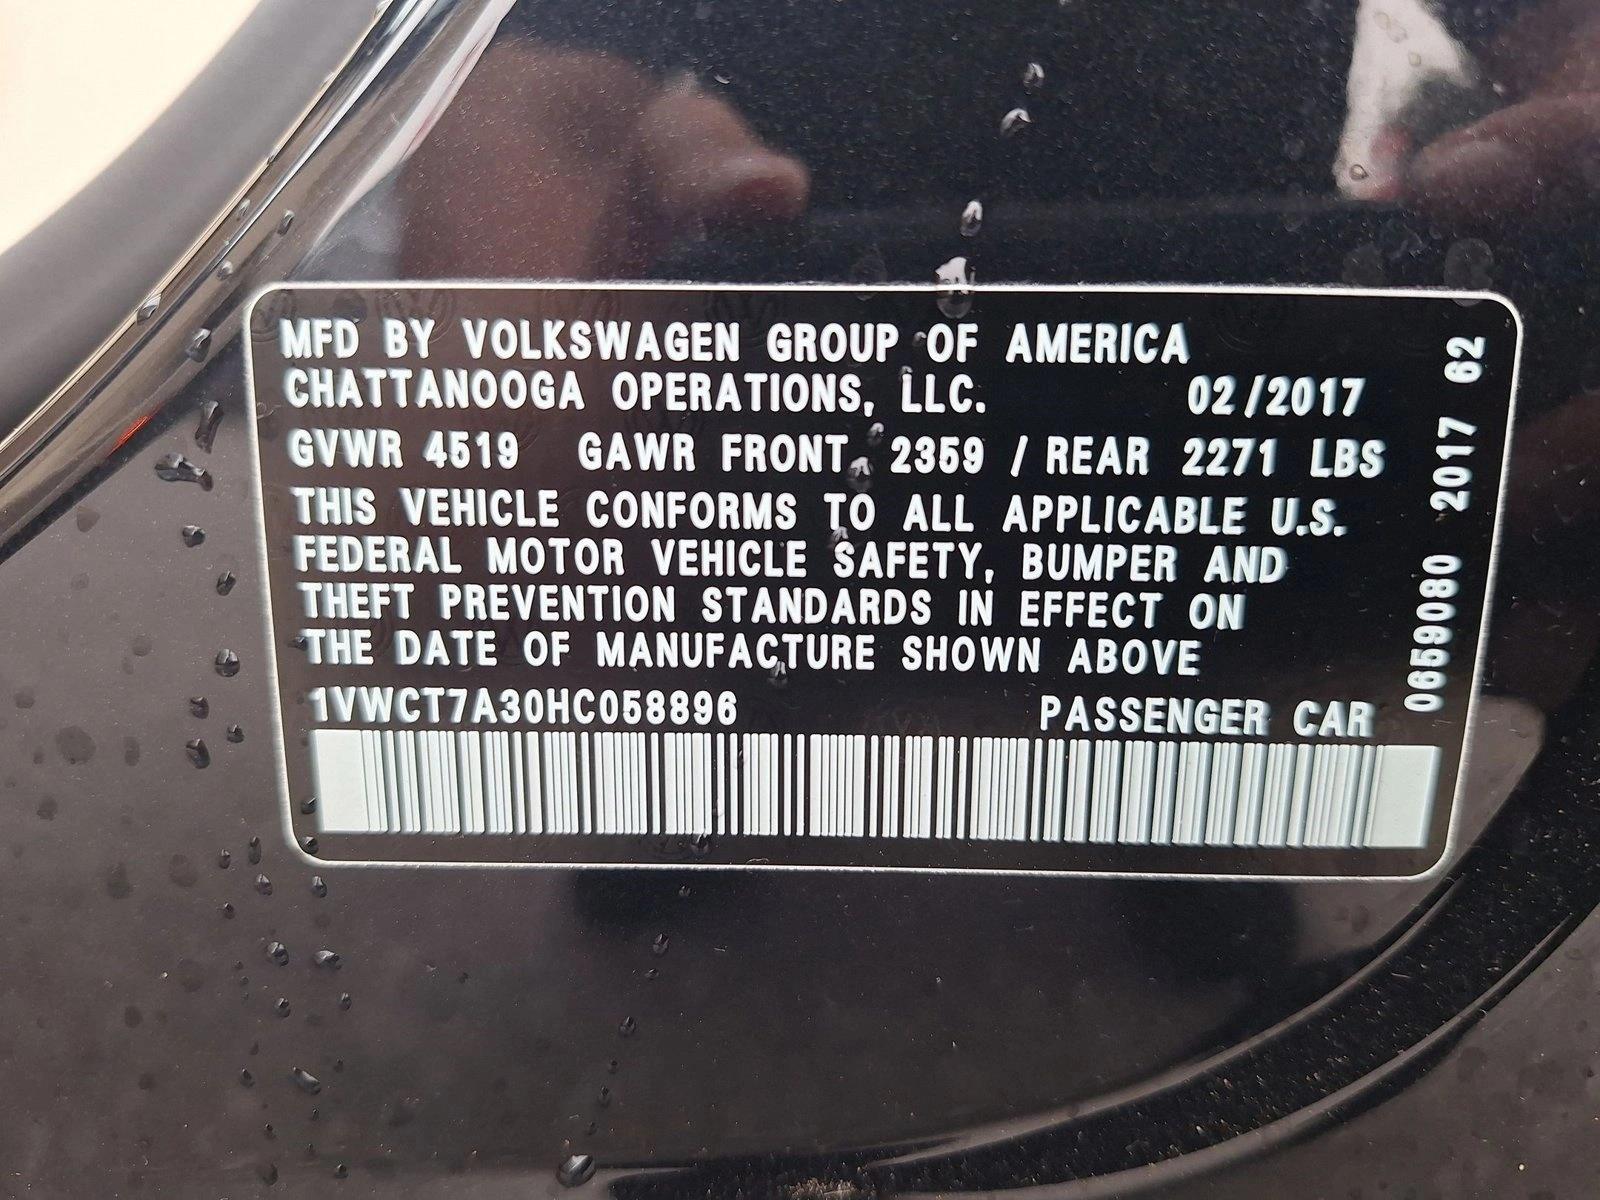 MFD BY VOLKSWAGEN GROUP OF AMERICA
CHATTANOOGA OPERATIONS, LLC. 02/2017
GVWR 4519 GAWR FRONT 2359 / REAR 2271 LBS
THIS VEHICLE CONFORMS TO ALL APPLICABLE U.S.
FEDERAL MOTOR VEHICLE SAFETY, BUMPER AND
THEFT PREVENTION STANDARDS IN EFFECT ON
THE DATE OF MANUFACTURE SHOWN ABOVE
1VWCT7A30HC058896 PASSENGER CAR
0659080 2017 62